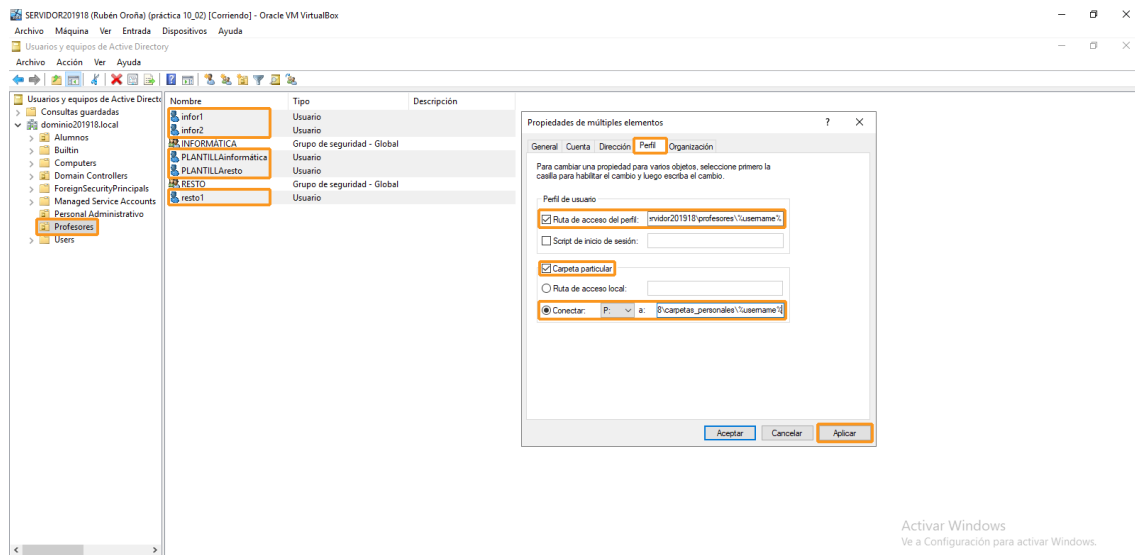 SERVIDOR201918 (Rubén Oroña) (práctica 10_02) [Corriendo] - Oracle VM VirtualBox
Archivo Máquina Ver Entrada Dispositivos Ayuda
Usuarios y equipos de Active Directory
Archivo Acción Ver Ayuda
Usuarios y equipos de Active Directo
Consultas guardadas
dominio201918.local
Alumnos
Builtin
Computers
Domain Controllers
ForeignSecurityPrincipals
Managed Service Accounts
Personal Administrativo
Profesores
Users
Nombre Tipo Descripción
infor1 Usuario
infor2 Usuario
INFORMÁTICA Grupo de seguridad - Global
PLANTILLAinformática Usuario
PLANTILLAresto Usuario
RESTO Grupo de seguridad - Global
resto1 Usuario
Propiedades de múltiples elementos ? ×
General Cuenta Dirección Perfil Organización
Para cambiar una propiedad para varios objetos, seleccione primero la
casilla para habilitar el cambio y luego escriba el cambio.
Perfil de usuario
Ruta de acceso del perfil: ervidor201918\profesores\%username%
Script de inicio de sesión:
Carpeta particular
Ruta de acceso local:
Conectar: P: a: 8\carpetas_personales\%username%
Aceptar Cancelar Aplicar
Activar Windows
Ve a Configuración para activar Windows.